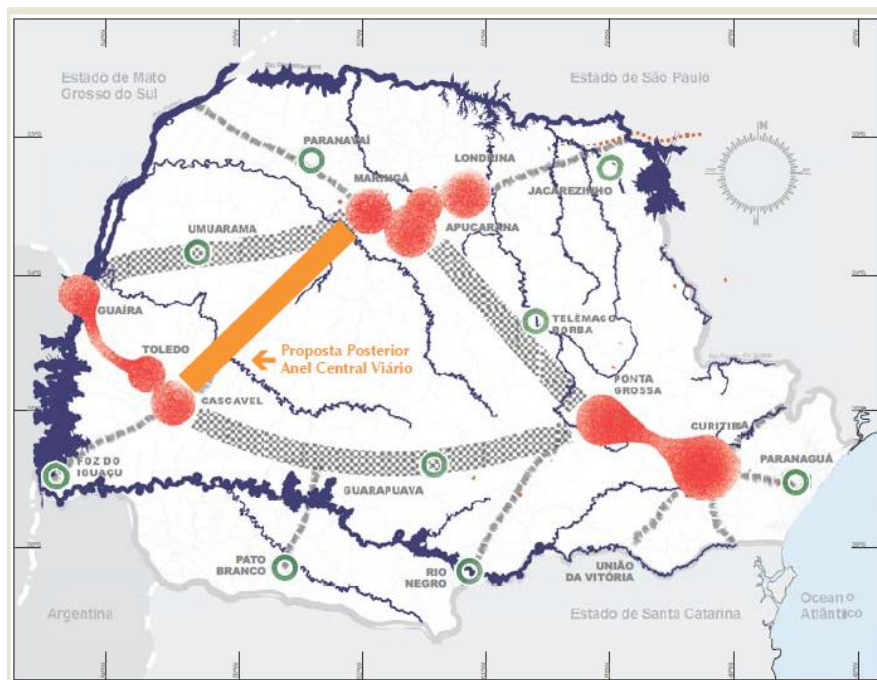 Estado de Mato
Grosso do Sul
Estado de São Paulo
PARANAVAÍ
LONDRINA
MARINGÁ
JACAREZINHO
APUCARANA
UMUARAMA
GUAÍRA
TELÊMACO
BORBA
TOLEDO
Proposta Posterior
Anel Central Viário
PONTA
GROSSA
CASCAVEL
CURITIBA
FOZ DO
IGUAÇU
PARANAGUÁ
GUARAPUAVA
PATO
BRANCO
RIO
NEGRO
UNIÃO
DA VITÓRIA
Argentina
Estado de Santa Catarina
Oceano
Atlântico
N